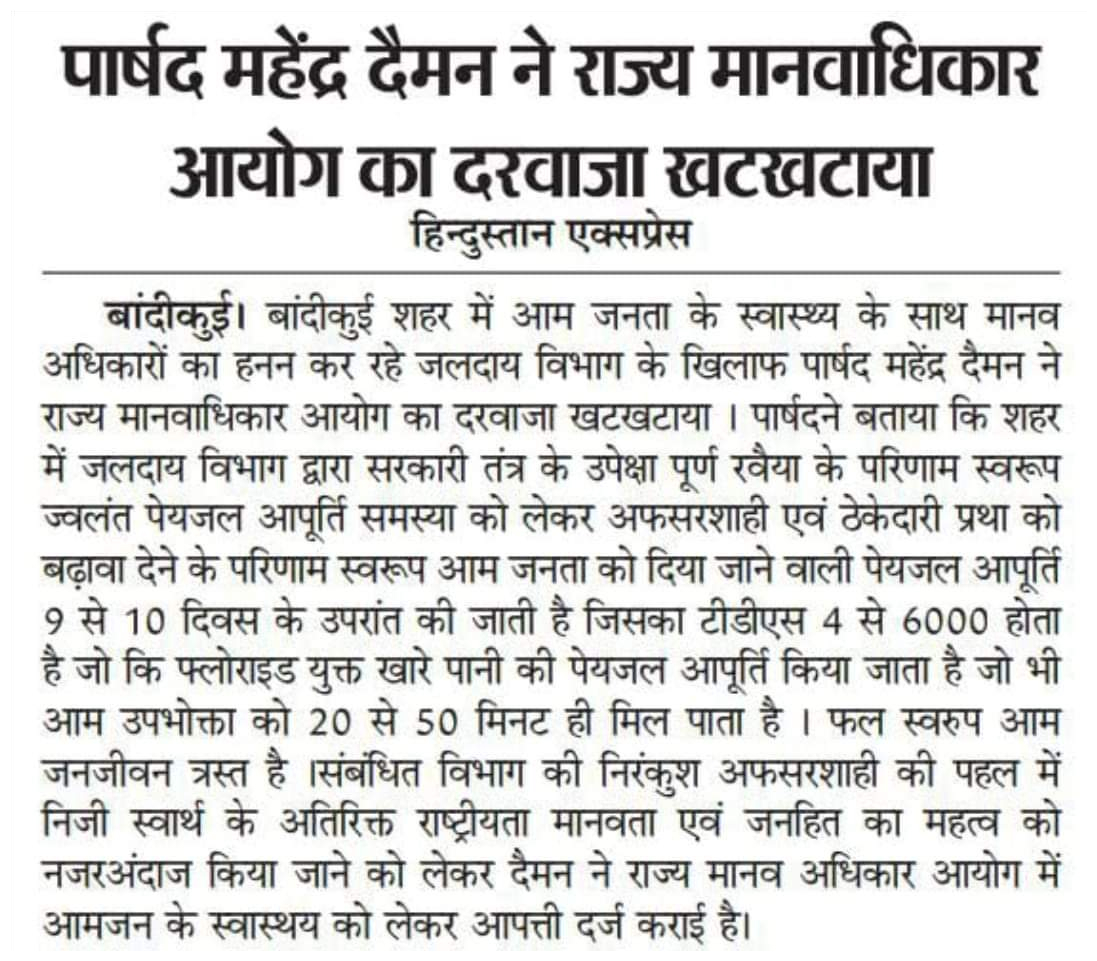 पार्षद महेंद्र दैमन ने राज्य मानवाधिकार
आयोग का दरवाजा खटखटाया
हिन्दुस्तान एक्सप्रेस
बांदीकुई। बांदीकुई शहर में आम जनता के स्वास्थ्य के साथ मानव
अधिकारों का हनन कर रहे जलदाय विभाग के खिलाफ पार्षद महेंद्र दैमन ने
राज्य मानवाधिकार आयोग का दरवाजा खटखटाया । पार्षदने बताया कि शहर
में जलदाय विभाग द्वारा सरकारी तंत्र के उपेक्षा पूर्ण रवैया के परिणाम स्वरूप
ज्वलंत पेयजल आपूर्ति समस्या को लेकर अफसरशाही एवं ठेकेदारी प्रथा को
बढ़ावा देने के परिणाम स्वरूप आम जनता को दिया जाने वाली पेयजल आपूर्ति
9 से 10 दिवस के उपरांत की जाती है जिसका टीडीएस 4 से 6000 होता
है जो कि फ्लोराइड युक्त खारे पानी की पेयजल आपूर्ति किया जाता है जो भी
आम उपभोक्ता को 20 से 50 मिनट ही मिल पाता है । फल स्वरुप आम
जनजीवन त्रस्त है ।संबंधित विभाग की निरंकुश अफसरशाही की पहल में
निजी स्वार्थ के अतिरिक्त राष्ट्रीयता मानवता एवं जनहित का महत्व को
नजरअंदाज किया जाने को लेकर दैमन ने राज्य मानव अधिकार आयोग में
आमजन के स्वास्थय को लेकर आपत्ती दर्ज कराई है।